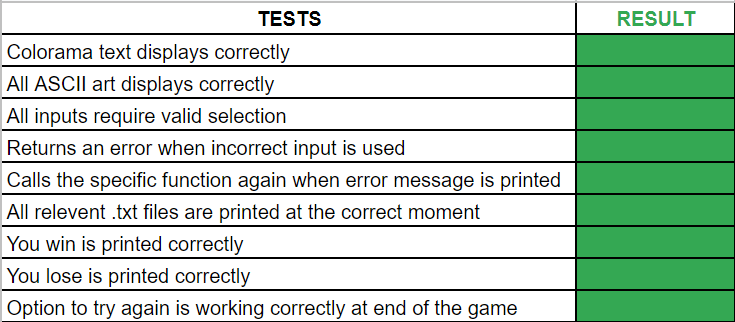 TESTS RESULT
Colorama text displays correctly
All ASCII art displays correctly
All inputs require valid selection
Returns an error when incorrect input is used
Calls the specific function again when error message is printed
All relevent .txt files are printed at the correct moment
You win is printed correctly
You lose is printed correctly
Option to try again is working correctly at end of the game